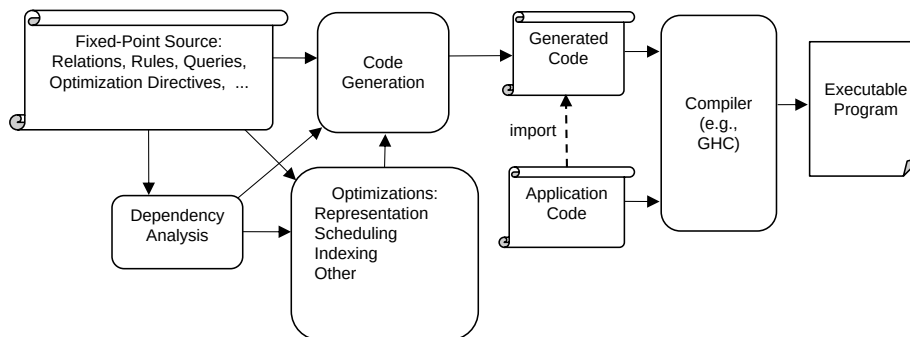 Fixed-Point Source:
Relations, Rules, Queries,
Optimization Directives, ...
Code
Generation
Generated
Code
Compiler
(e.g.,
GHC)
Executable
Program
import
Dependency
Analysis
Optimizations:
Representation
Scheduling
Indexing
Other
Application
Code